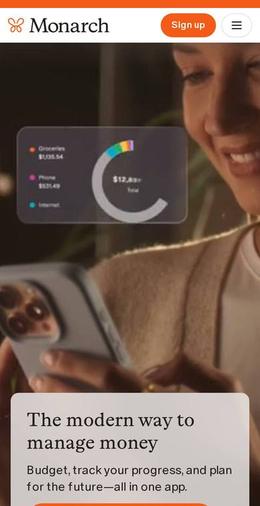 Monarch
Sign up
Groceries
$1,135.54
Phone
$531.49
Internet
Total
The modern way to
manage money
Budget, track your progress, and plan
for the future—all in one app.